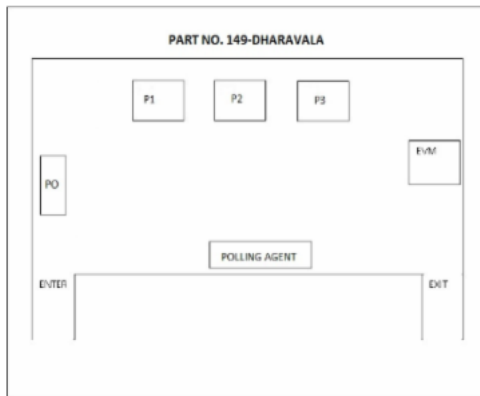 PART NO. 149-DHARAVALA
P1 P2 P3
EVM
PO
POLLING AGENT
ENTER EXIT